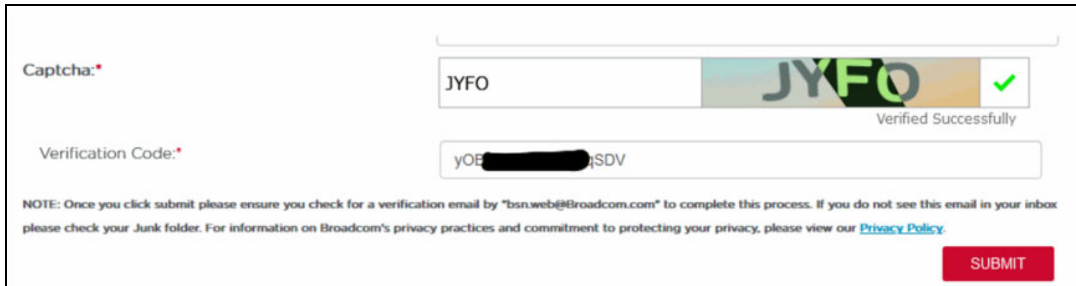 Captcha:*
JYFO
JYFO
Verified Successfully
Verification Code:*
yOE qSDV
NOTE: Once you click submit please ensure you check for a verification email by "bsn.web@Broadcom.com" to complete this process. If you do not see this email in your inbox
please check your Junk folder. For information on Broadcom's privacy practices and commitment to protecting your privacy, please view our Privacy Policy.
SUBMIT